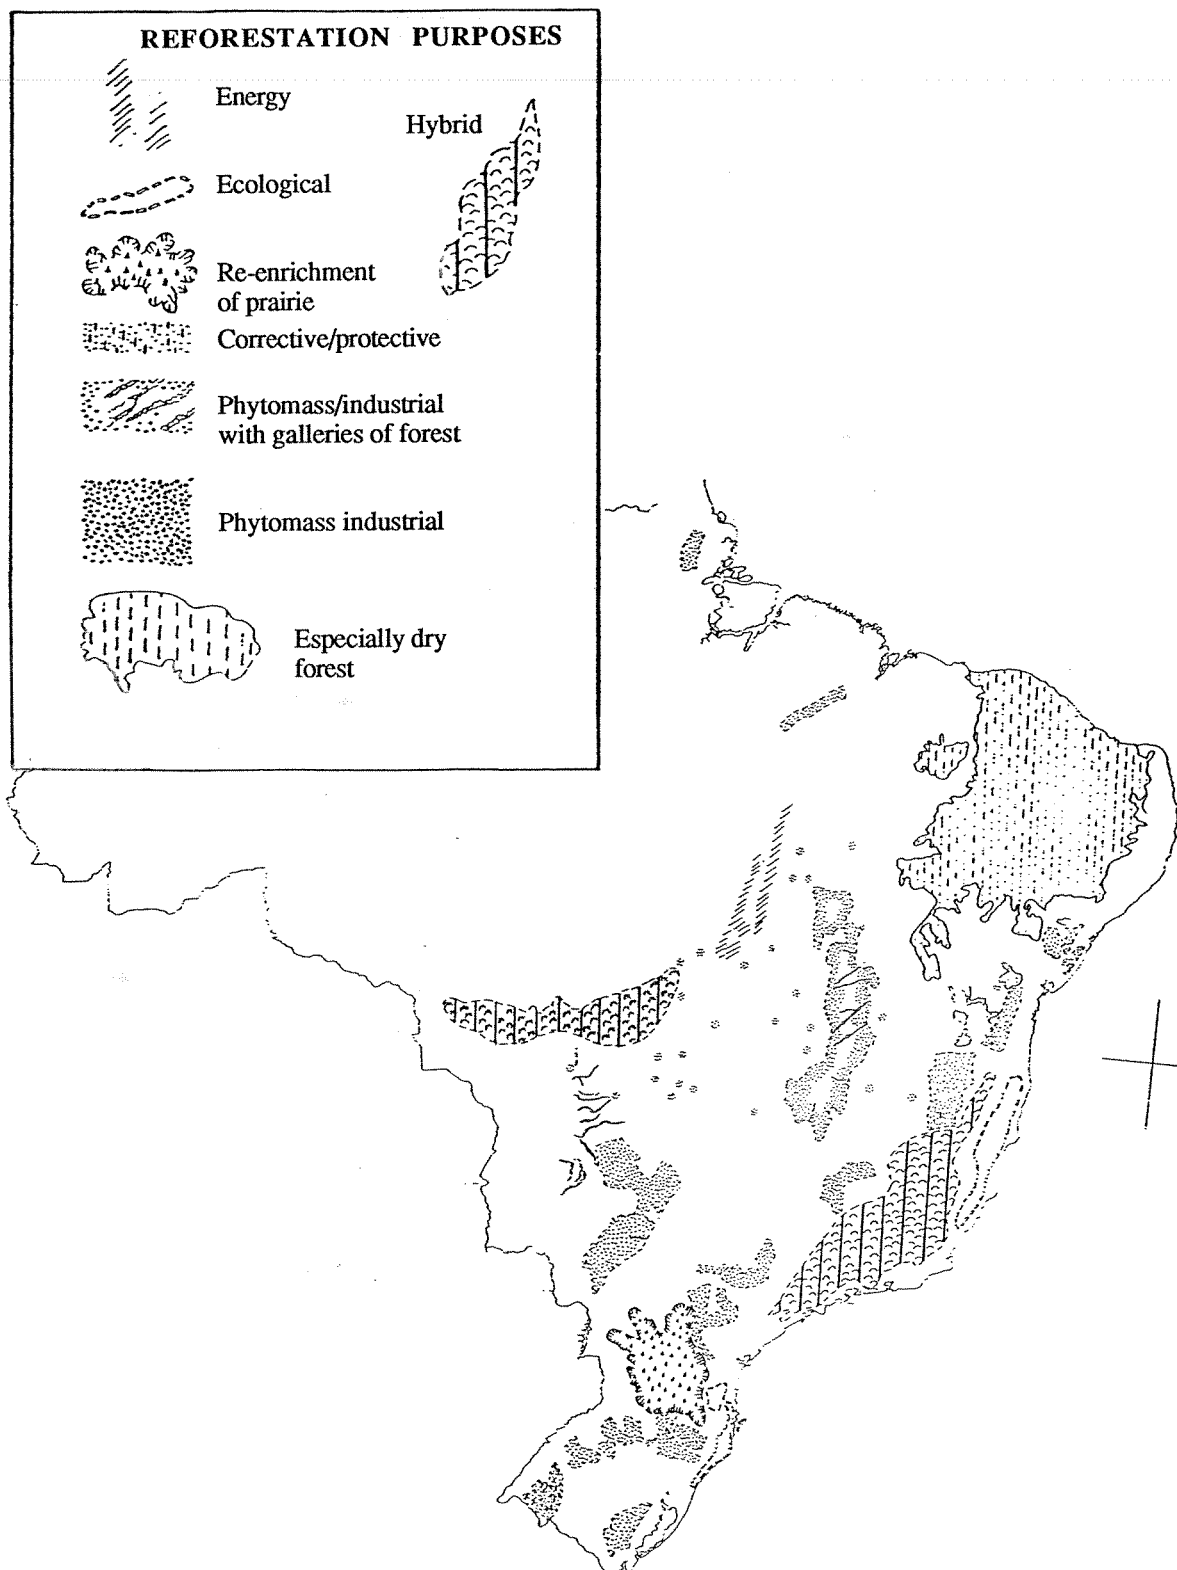 REFORESTATION PURPOSES
Energy
Hybrid
Ecological
Re-enrichment
of prairie
Corrective/protective
Phytomass/industrial
with galleries of forest
Phytomass industrial
Especially dry
forest